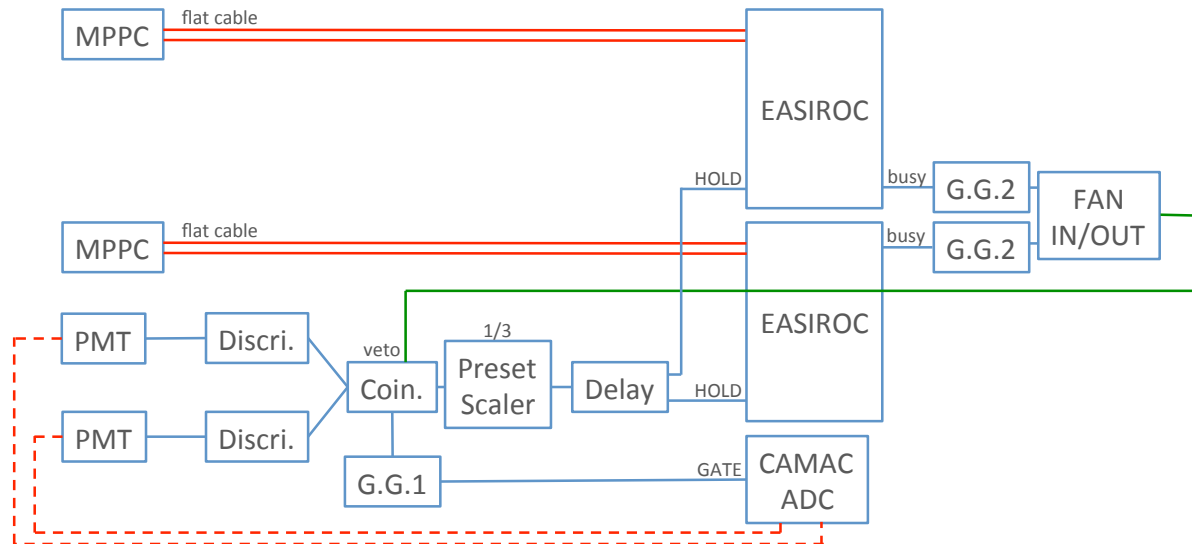 flat cable
MPPC
EASIROC
HOLD
busy
G.G.2
FAN
IN/OUT
flat cable
MPPC
busy
G.G.2
EASIROC
PMT
Discri.
veto
1/3
Coin.
Preset
Scaler
Delay
HOLD
PMT
Discri.
G.G.1
GATE
CAMAC
ADC